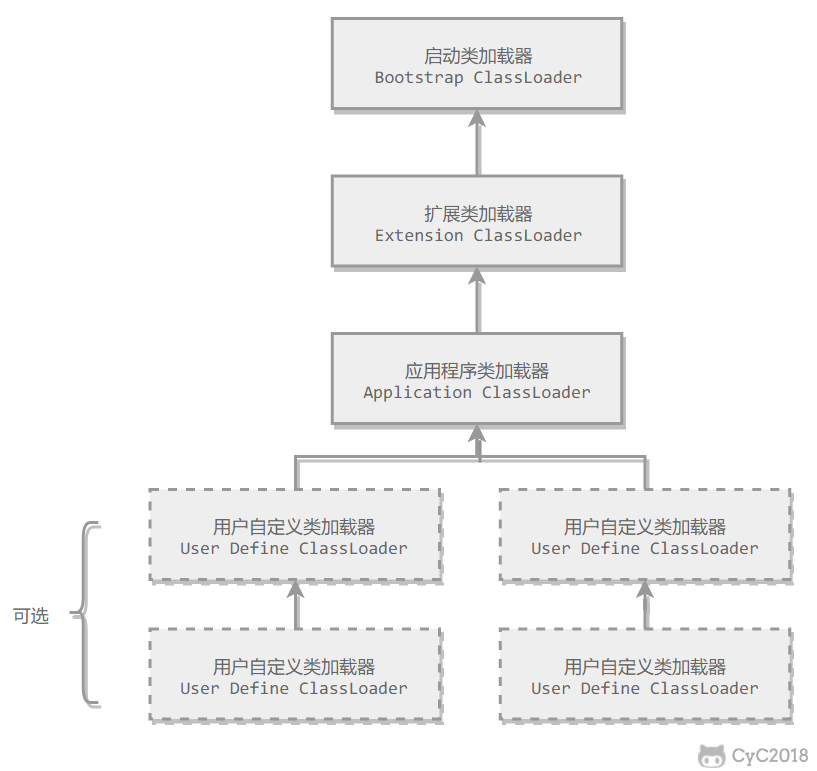 启动类加载器
Bootstrap ClassLoader
扩展类加载器
Extension ClassLoader
应用程序类加载器
Application ClassLoader
用户自定义类加载器
User Define ClassLoader
用户自定义类加载器
User Define ClassLoader
可选
用户自定义类加载器
User Define ClassLoader
用户自定义类加载器
User Define ClassLoader
CyC2018